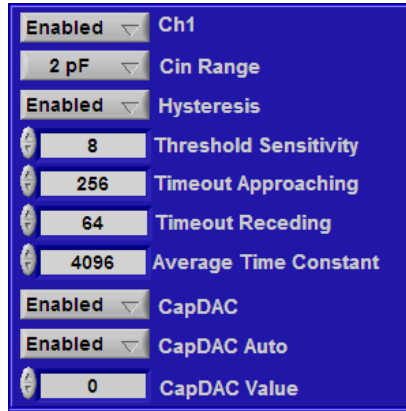 Enabled Ch1
2 pF Cin Range
Enabled Hysteresis
8 Threshold Sensitivity
256 Timeout Approaching
64 Timeout Receding
4096 Average Time Constant
Enabled CapDAC
Enabled CapDAC Auto
0 CapDAC Value